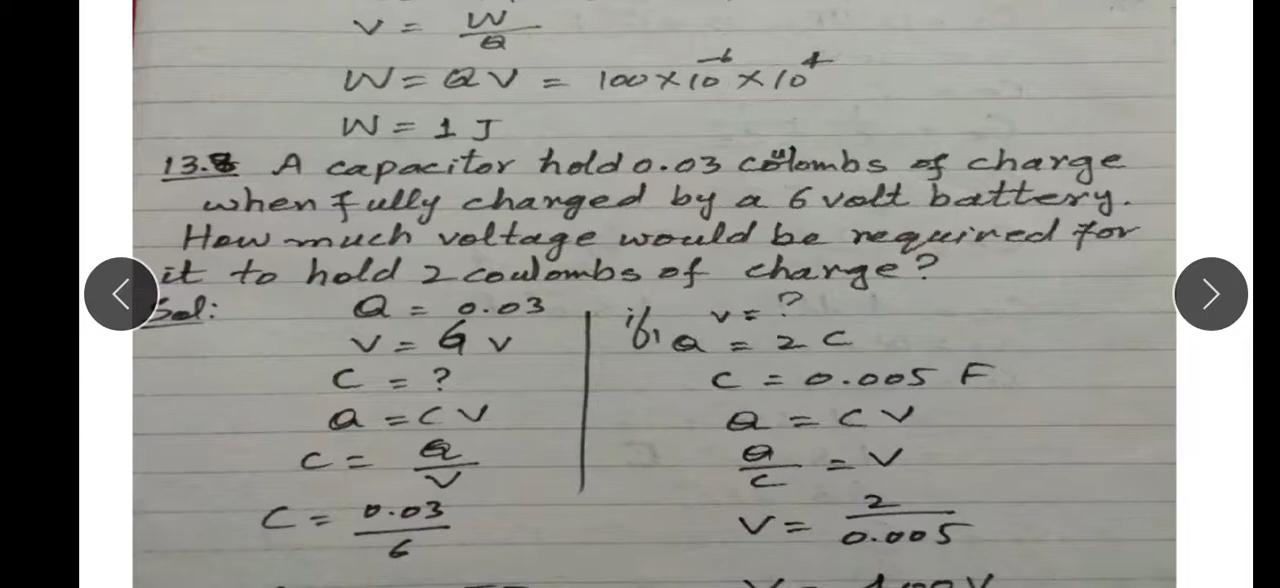 V = W/Q
W = QV = 100 × 10⁻⁶ × 10⁴
W = 1 J
13.8 A capacitor hold 0.03 coulombs of charge
when fully charged by a 6 volt battery.
How much voltage would be required for
it to hold 2 coulombs of charge?
Sol:
Q = 0.03
V = 6 V
C = ?
Q = CV
C = Q/V
C = 0.03/6
if, V = ?
Q = 2 C
C = 0.005 F
Q = CV
Q/C = V
V = 2/0.005